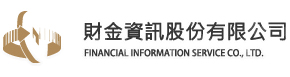 財金資訊股份有限公司
FINANCIAL INFORMATION SERVICE CO., LTD.